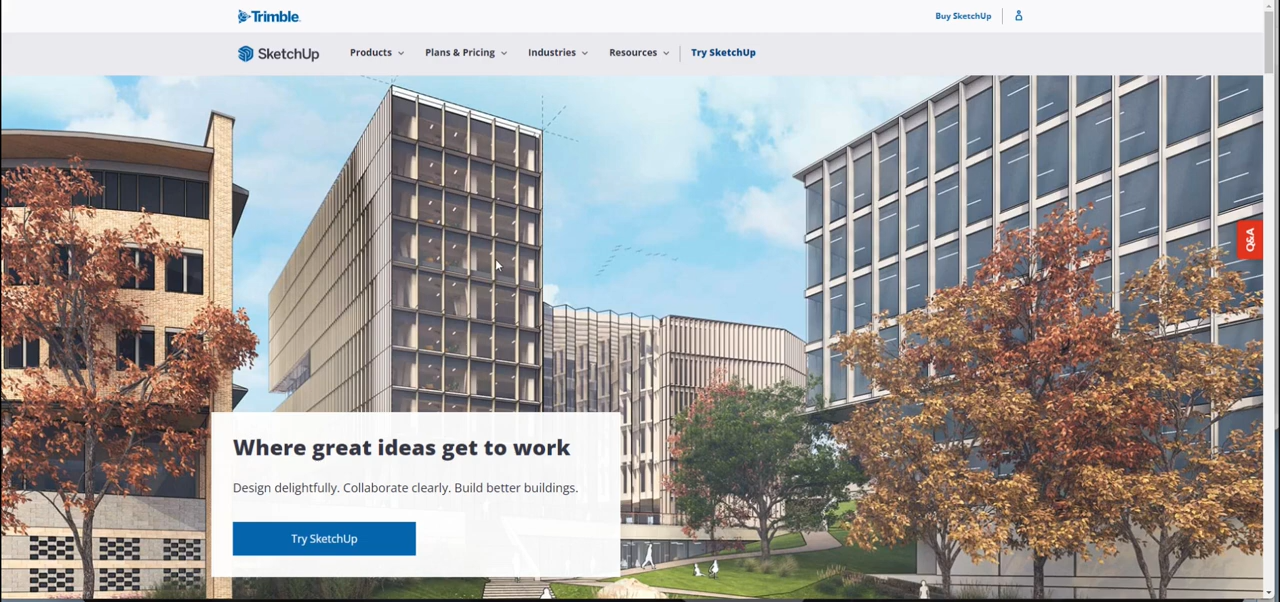 Trimble.
Buy SketchUp
SketchUp
Products
Plans & Pricing
Industries
Resources
Try SketchUp
Q&A
Where great ideas get to work
Design delightfully. Collaborate clearly. Build better buildings.
Try SketchUp